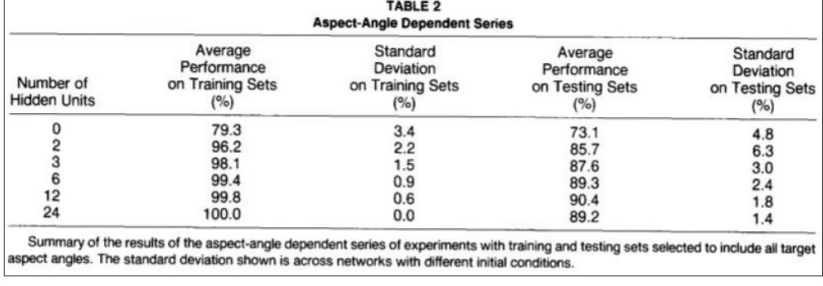 TABLE 2
Aspect-Angle Dependent Series
Number of Hidden Units | Average Performance on Training Sets (%) | Standard Deviation on Training Sets (%) | Average Performance on Testing Sets (%) | Standard Deviation on Testing Sets (%)
0 79.3 3.4 73.1 4.8
2 96.2 2.2 85.7 6.3
3 98.1 1.5 87.6 3.0
6 99.4 0.9 89.3 2.4
12 99.8 0.6 90.4 1.8
24 100.0 0.0 89.2 1.4
Summary of the results of the aspect-angle dependent series of experiments with training and testing sets selected to include all target
aspect angles. The standard deviation shown is across networks with different initial conditions.